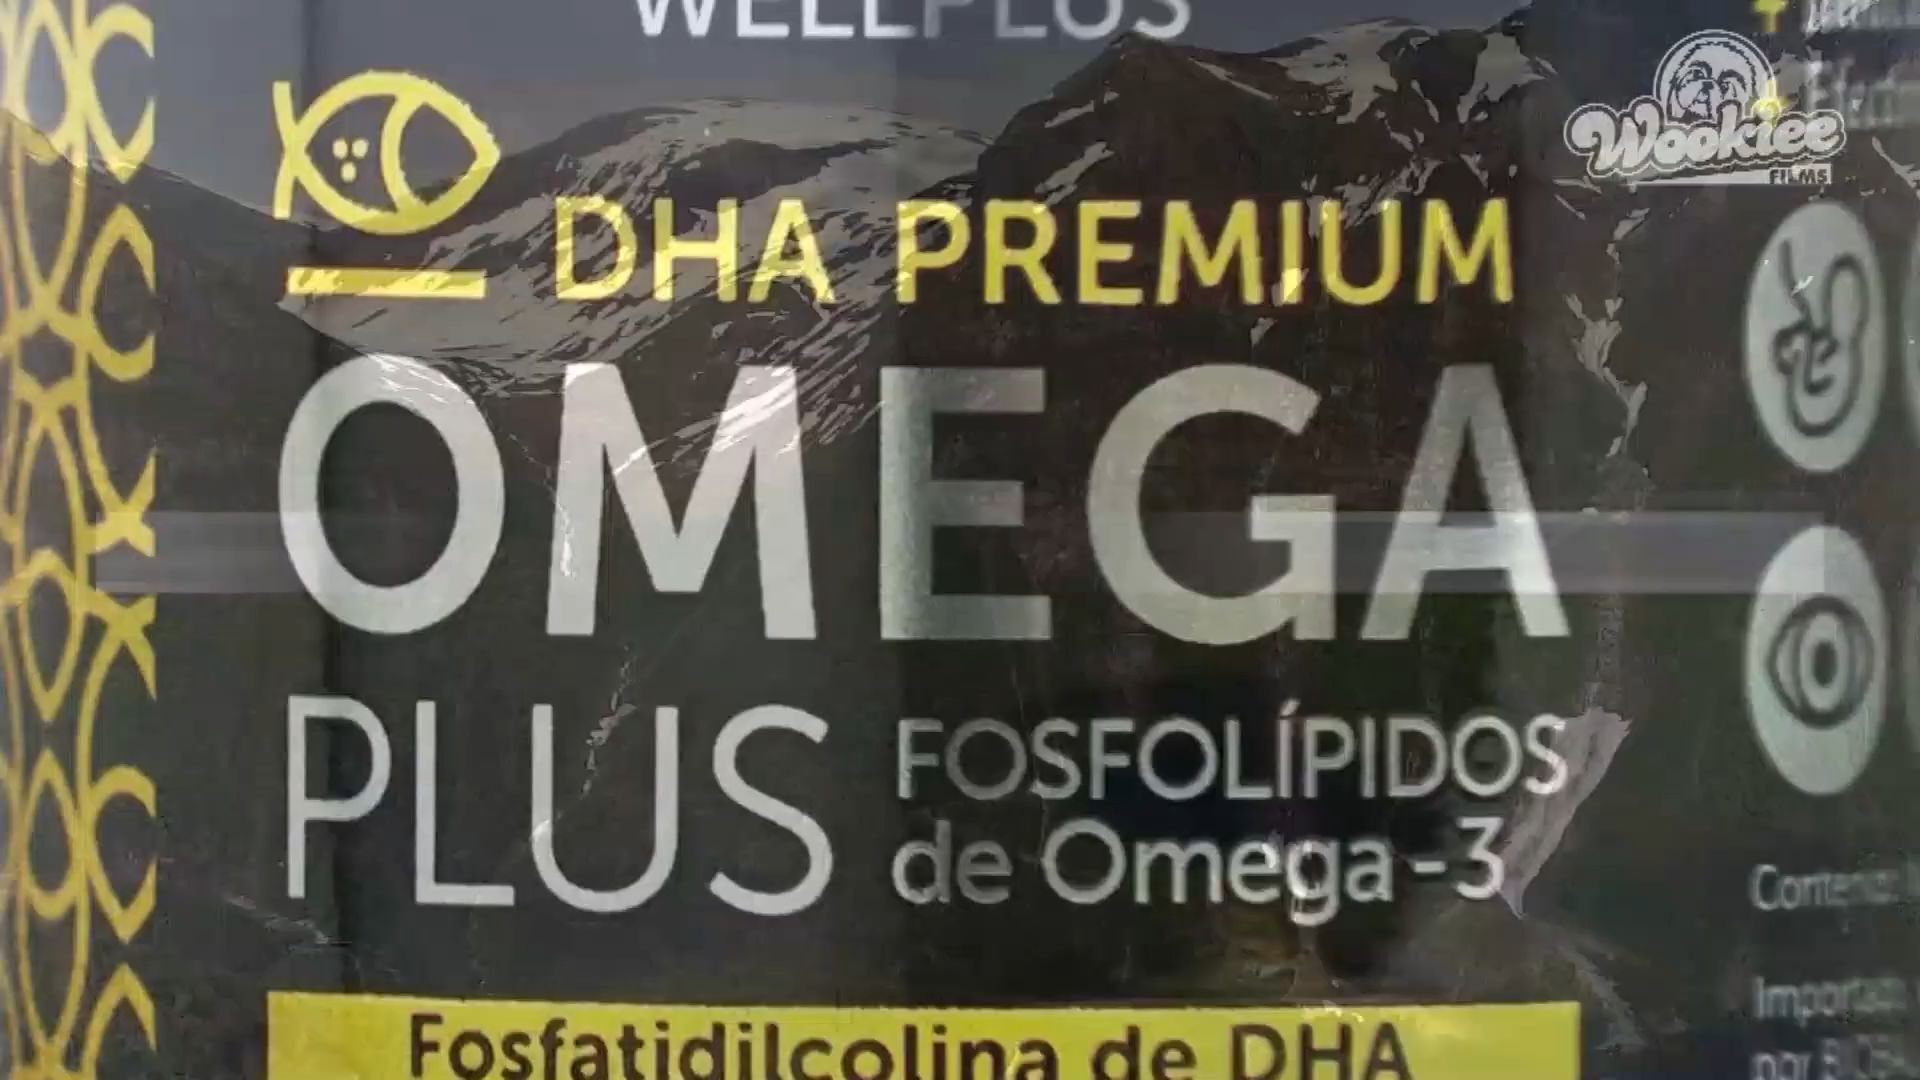 WELLPLUS
Wookiee
FILMS
DHA PREMIUM
OMEGA
PLUS FOSFOLÍPIDOS
de Omega-3
Fosfatidilcolina de DHA